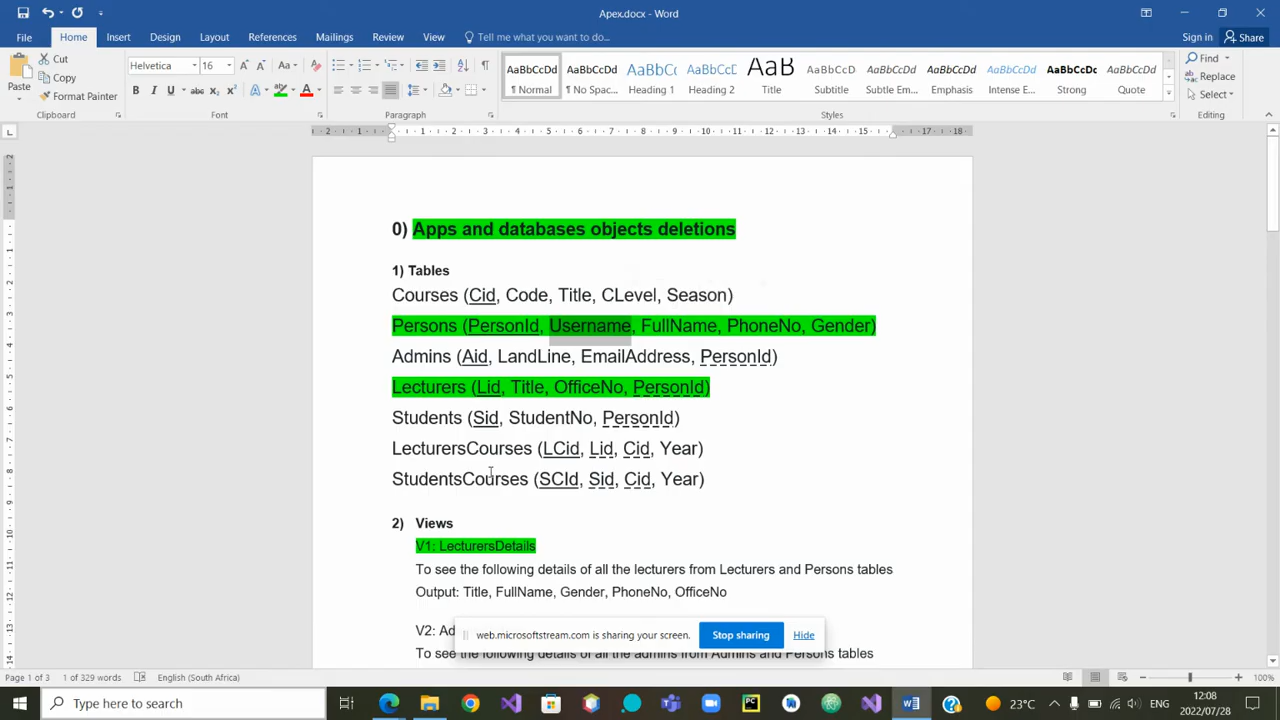 Apex.docx - Word
File Home Insert Design Layout References Mailings Review View Tell me what you want to do... Sign in Share
Paste Cut Copy Format Painter Clipboard
Helvetica 16 Font
Paragraph
AaBbCcDd ¶ Normal AaBbCcDd ¶ No Spac... AaBbC( Heading 1 AaBbCcD Heading 2 AaB Title AaBbCcD Subtitle AaBbCcDd Subtle Em... AaBbCcDd Emphasis AaBbCcDd Intense E... AaBbCcDc Strong AaBbCcDd Quote Styles
Find Replace Select Editing
0) Apps and databases objects deletions
1) Tables
Courses (Cid, Code, Title, CLevel, Season)
Persons (PersonId, Username, FullName, PhoneNo, Gender)
Admins (Aid, LandLine, EmailAddress, PersonId)
Lecturers (Lid, Title, OfficeNo, PersonId)
Students (Sid, StudentNo, PersonId)
LecturersCourses (LCid, Lid, Cid, Year)
StudentsCourses (SCId, Sid, Cid, Year)
2) Views
V1: LecturersDetails
To see the following details of all the lecturers from Lecturers and Persons tables
Output: Title, FullName, Gender, PhoneNo, OfficeNo
V2: Ad
web.microsoftstream.com is sharing your screen. Stop sharing Hide
To see the following details of all the admins from Admins and Persons tables
Page 1 of 3 1 of 329 words English (South Africa) 100%
Type here to search 23°C 12:08
2022/07/28